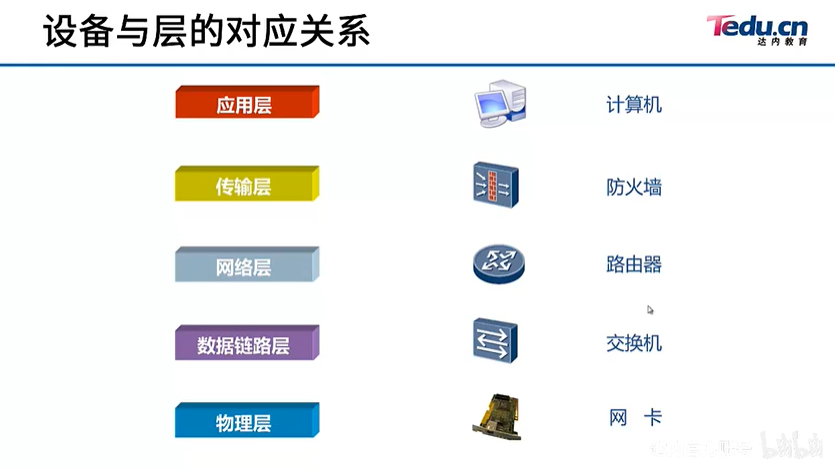 设备与层的对应关系
Tedu.cn
达内教育
应用层 计算机
传输层 防火墙
网络层 路由器
数据链路层 交换机
物理层 网 卡
bilibili